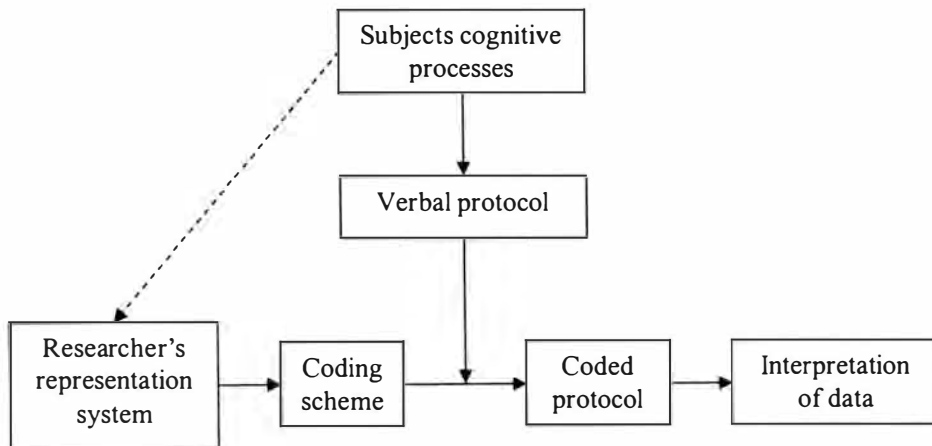 Subjects cognitive
processes
Verbal protocol
Researcher's
representation
system
Coding
scheme
Coded
protocol
Interpretation
of data